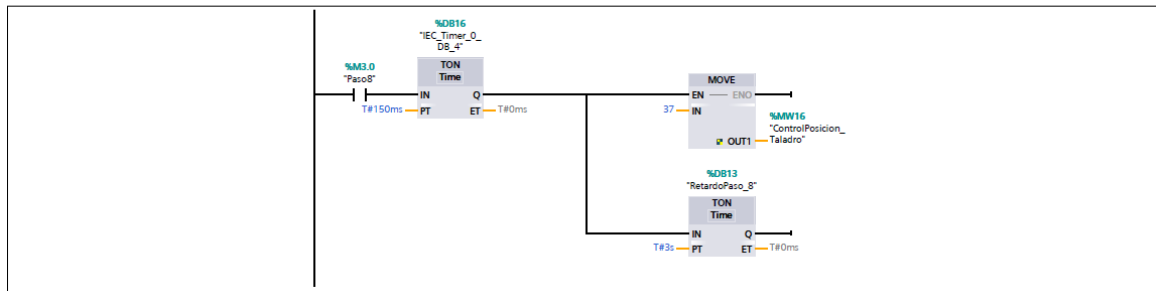 %DB16
"IEC_Timer_0_
DB_4"
%M3.0
"Paso8"
TON
Time
IN
Q
T#150ms
PT
ET
T#0ms
MOVE
EN
ENO
37
IN
%MW16
"ControlPosicion_
Taladro"
OUT1
%DB13
"RetardoPaso_8"
TON
Time
IN
Q
T#3s
PT
ET
T#0ms